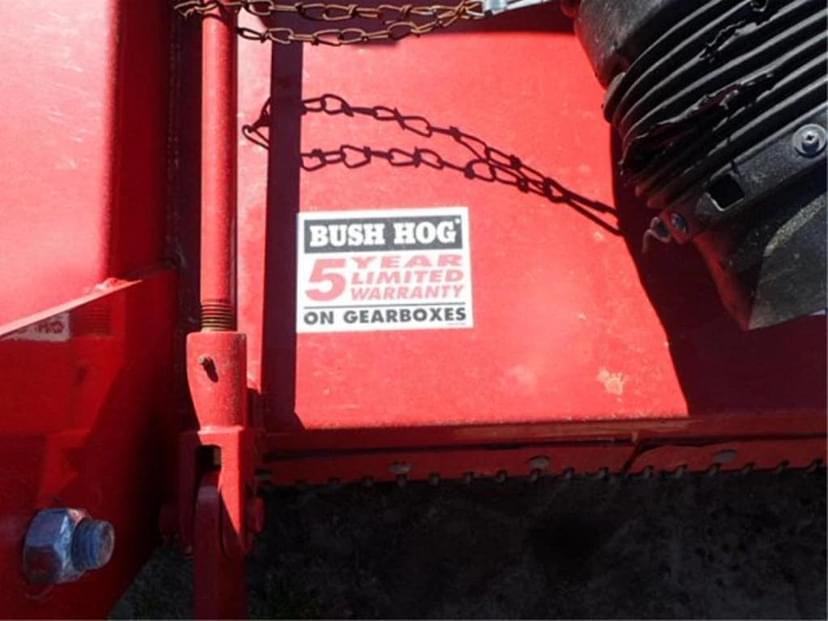 BUSH HOG®
5 YEAR
LIMITED
WARRANTY
ON GEARBOXES